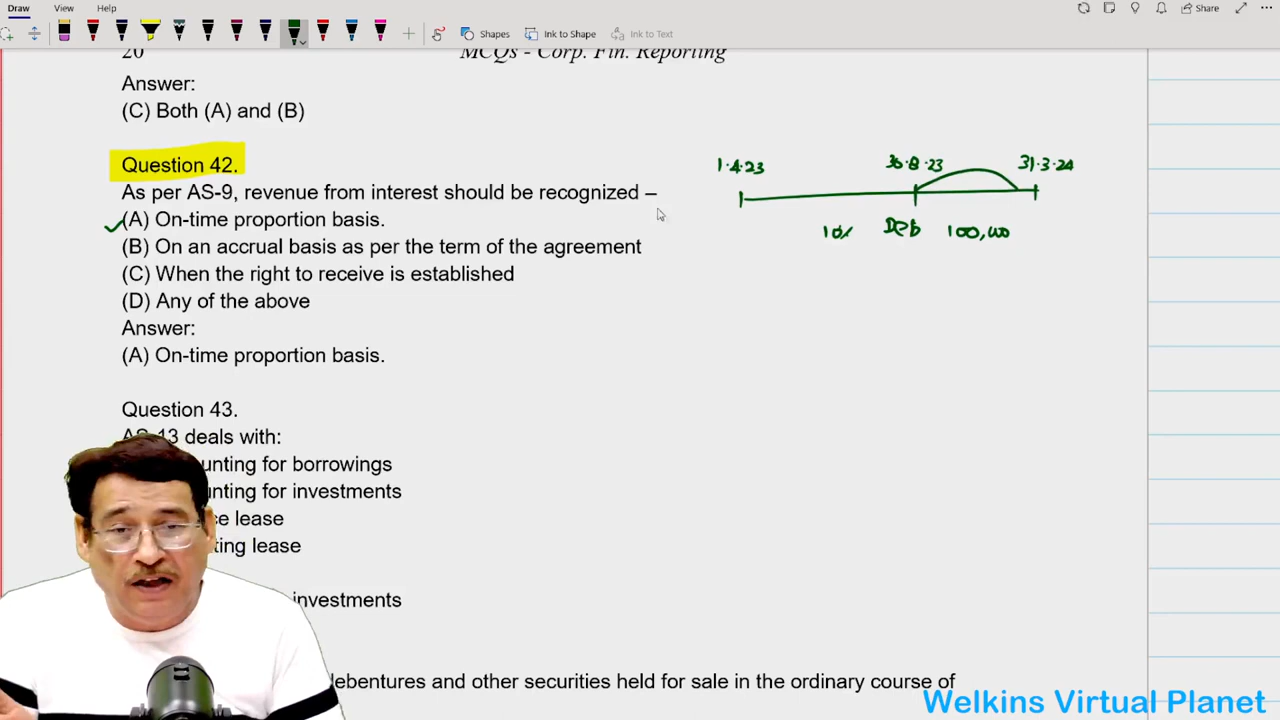 Draw View Help
Share
Shapes Ink to Shape Ink to Text
20 MCQs - Corp. Fin. Reporting
Answer:
(C) Both (A) and (B)
Question 42.
As per AS-9, revenue from interest should be recognized –
(A) On-time proportion basis.
(B) On an accrual basis as per the term of the agreement
(C) When the right to receive is established
(D) Any of the above
Answer:
(A) On-time proportion basis.
1·4·23 31·3·24
10% Deb
Question 43.
AS-13 deals with:
unting for borrowings
unting for investments
ce lease
ting lease
investments
debentures and other securities held for sale in the ordinary course of
Welkins Virtual Planet